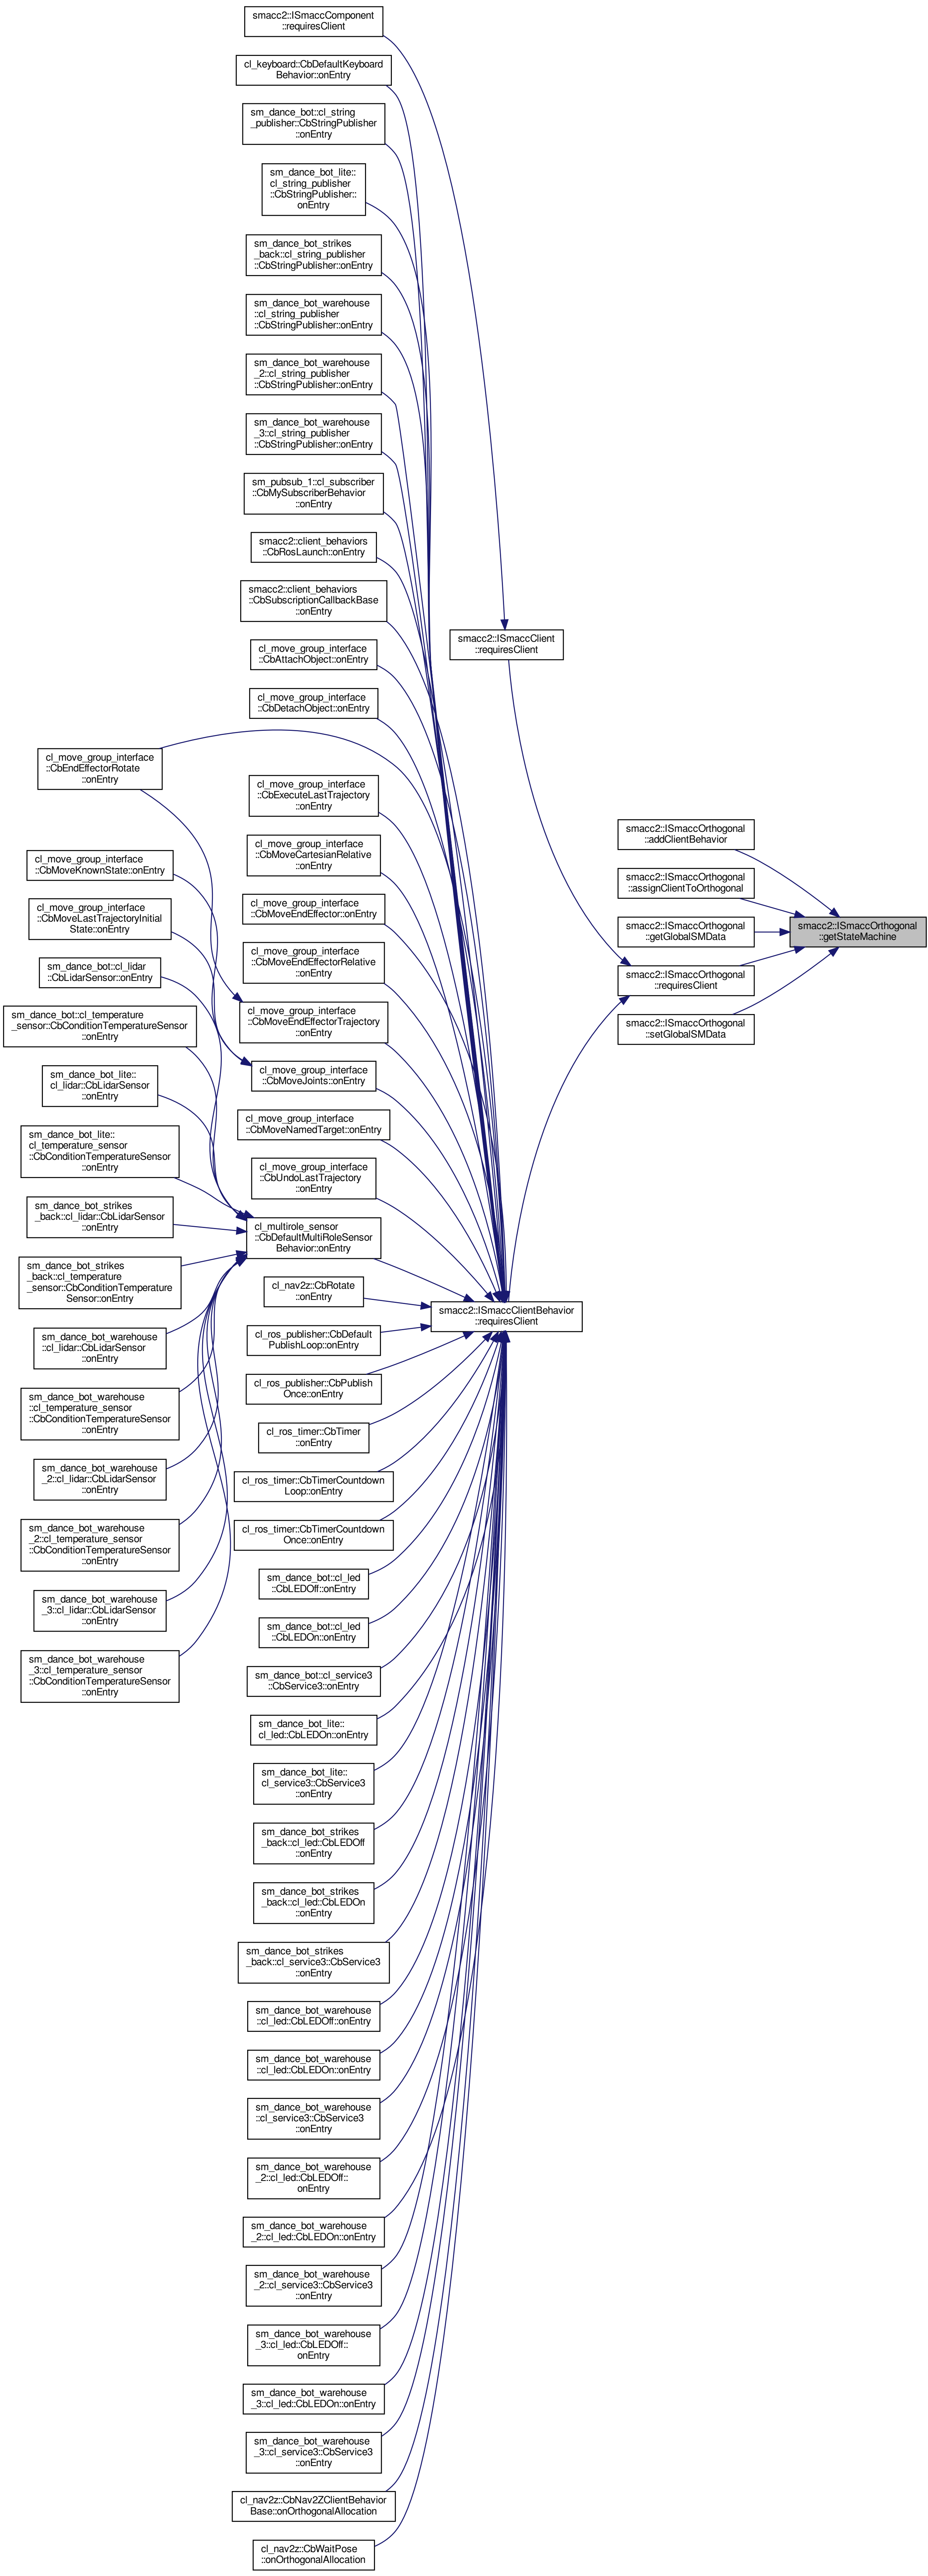 smacc2::ISmaccComponent
::requiresClient
cl_keyboard::CbDefaultKeyboard
Behavior::onEntry
sm_dance_bot::cl_string
_publisher::CbStringPublisher
::onEntry
sm_dance_bot_lite::
cl_string_publisher
::CbStringPublisher::
onEntry
sm_dance_bot_strikes
_back::cl_string_publisher
::CbStringPublisher::onEntry
sm_dance_bot_warehouse
::cl_string_publisher
::CbStringPublisher::onEntry
sm_dance_bot_warehouse
_2::cl_string_publisher
::CbStringPublisher::onEntry
sm_dance_bot_warehouse
_3::cl_string_publisher
::CbStringPublisher::onEntry
sm_pubsub_1::cl_subscriber
::CbMySubscriberBehavior
::onEntry
smacc2::client_behaviors
::CbRosLaunch::onEntry
smacc2::client_behaviors
::CbSubscriptionCallbackBase
::onEntry
cl_move_group_interface
::CbAttachObject::onEntry
cl_move_group_interface
::CbDetachObject::onEntry
cl_move_group_interface
::CbExecuteLastTrajectory
::onEntry
cl_move_group_interface
::CbMoveCartesianRelative
::onEntry
cl_move_group_interface
::CbMoveEndEffector::onEntry
cl_move_group_interface
::CbMoveEndEffectorRelative
::onEntry
cl_move_group_interface
::CbMoveEndEffectorTrajectory
::onEntry
cl_move_group_interface
::CbMoveJoints::onEntry
cl_move_group_interface
::CbMoveNamedTarget::onEntry
cl_move_group_interface
::CbUndoLastTrajectory
::onEntry
cl_multirole_sensor
::CbDefaultMultiRoleSensor
Behavior::onEntry
cl_nav2z::CbRotate
::onEntry
cl_ros_publisher::CbDefault
PublishLoop::onEntry
cl_ros_publisher::CbPublish
Once::onEntry
cl_ros_timer::CbTimer
::onEntry
cl_ros_timer::CbTimerCountdown
Loop::onEntry
cl_ros_timer::CbTimerCountdown
Once::onEntry
sm_dance_bot::cl_led
::CbLEDOff::onEntry
sm_dance_bot::cl_led
::CbLEDOn::onEntry
sm_dance_bot::cl_service3
::CbService3::onEntry
sm_dance_bot_lite::
cl_led::CbLEDOn::onEntry
sm_dance_bot_lite::
cl_service3::CbService3
::onEntry
sm_dance_bot_strikes
_back::cl_led::CbLEDOff
::onEntry
sm_dance_bot_strikes
_back::cl_led::CbLEDOn
::onEntry
sm_dance_bot_strikes
_back::cl_service3::CbService3
::onEntry
sm_dance_bot_warehouse
::cl_led::CbLEDOff::onEntry
sm_dance_bot_warehouse
::cl_led::CbLEDOn::onEntry
sm_dance_bot_warehouse
::cl_service3::CbService3
::onEntry
sm_dance_bot_warehouse
_2::cl_led::CbLEDOff::
onEntry
sm_dance_bot_warehouse
_2::cl_led::CbLEDOn::onEntry
sm_dance_bot_warehouse
_2::cl_service3::CbService3
::onEntry
sm_dance_bot_warehouse
_3::cl_led::CbLEDOff::
onEntry
sm_dance_bot_warehouse
_3::cl_led::CbLEDOn::onEntry
sm_dance_bot_warehouse
_3::cl_service3::CbService3
::onEntry
cl_nav2z::CbNav2ZClientBehavior
Base::onOrthogonalAllocation
cl_nav2z::CbWaitPose
::onOrthogonalAllocation
cl_move_group_interface
::CbEndEffectorRotate
::onEntry
cl_move_group_interface
::CbMoveKnownState::onEntry
cl_move_group_interface
::CbMoveLastTrajectoryInitial
State::onEntry
sm_dance_bot::cl_lidar
::CbLidarSensor::onEntry
sm_dance_bot::cl_temperature
_sensor::CbConditionTemperatureSensor
::onEntry
sm_dance_bot_lite::
cl_lidar::CbLidarSensor
::onEntry
sm_dance_bot_lite::
cl_temperature_sensor
::CbConditionTemperatureSensor
::onEntry
sm_dance_bot_strikes
_back::cl_lidar::CbLidarSensor
::onEntry
sm_dance_bot_strikes
_back::cl_temperature
_sensor::CbConditionTemperature
Sensor::onEntry
sm_dance_bot_warehouse
::cl_lidar::CbLidarSensor
::onEntry
sm_dance_bot_warehouse
::cl_temperature_sensor
::CbConditionTemperatureSensor
::onEntry
sm_dance_bot_warehouse
_2::cl_lidar::CbLidarSensor
::onEntry
sm_dance_bot_warehouse
_2::cl_temperature_sensor
::CbConditionTemperatureSensor
::onEntry
sm_dance_bot_warehouse
_3::cl_lidar::CbLidarSensor
::onEntry
sm_dance_bot_warehouse
_3::cl_temperature_sensor
::CbConditionTemperatureSensor
::onEntry
smacc2::ISmaccClient
::requiresClient
smacc2::ISmaccClientBehavior
::requiresClient
smacc2::ISmaccOrthogonal
::addClientBehavior
smacc2::ISmaccOrthogonal
::assignClientToOrthogonal
smacc2::ISmaccOrthogonal
::getGlobalSMData
smacc2::ISmaccOrthogonal
::requiresClient
smacc2::ISmaccOrthogonal
::setGlobalSMData
smacc2::ISmaccOrthogonal
::getStateMachine